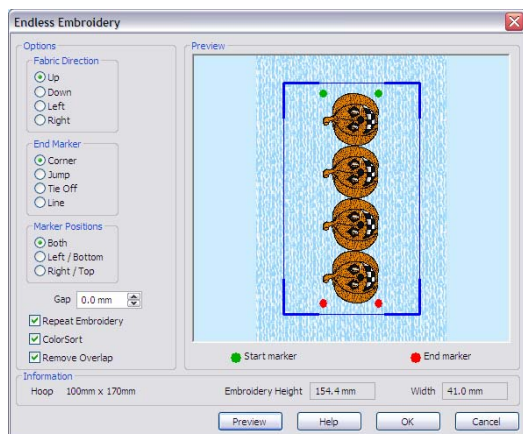 Endless Embroidery
Options
Fabric Direction
Up
Down
Left
Right
End Marker
Corner
Jump
Tie Off
Line
Marker Positions
Both
Left / Bottom
Right / Top
Gap 0.0 mm
Repeat Embroidery
ColorSort
Remove Overlap
Preview
Start marker End marker
Information
Hoop 100mm x 170mm Embroidery Height 154.4 mm Width 41.0 mm
Preview Help OK Cancel